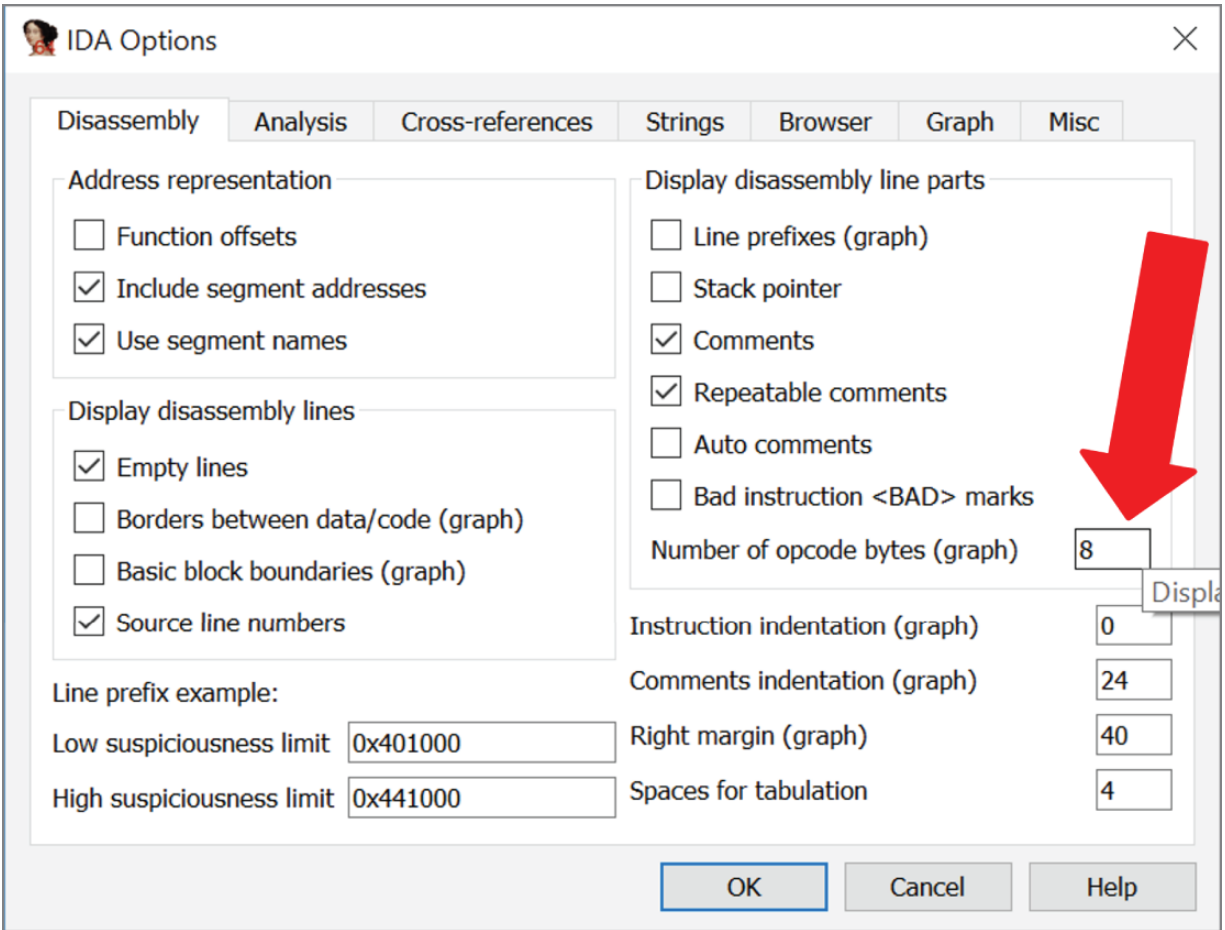 IDA Options
Disassembly Analysis Cross-references Strings Browser Graph Misc
Address representation
Function offsets
Include segment addresses
Use segment names
Display disassembly lines
Empty lines
Borders between data/code (graph)
Basic block boundaries (graph)
Source line numbers
Line prefix example:
Low suspiciousness limit 0x401000
High suspiciousness limit 0x441000
Display disassembly line parts
Line prefixes (graph)
Stack pointer
Comments
Repeatable comments
Auto comments
Bad instruction <BAD> marks
Number of opcode bytes (graph) 8
Instruction indentation (graph) 0
Comments indentation (graph) 24
Right margin (graph) 40
Spaces for tabulation 4
OK Cancel Help